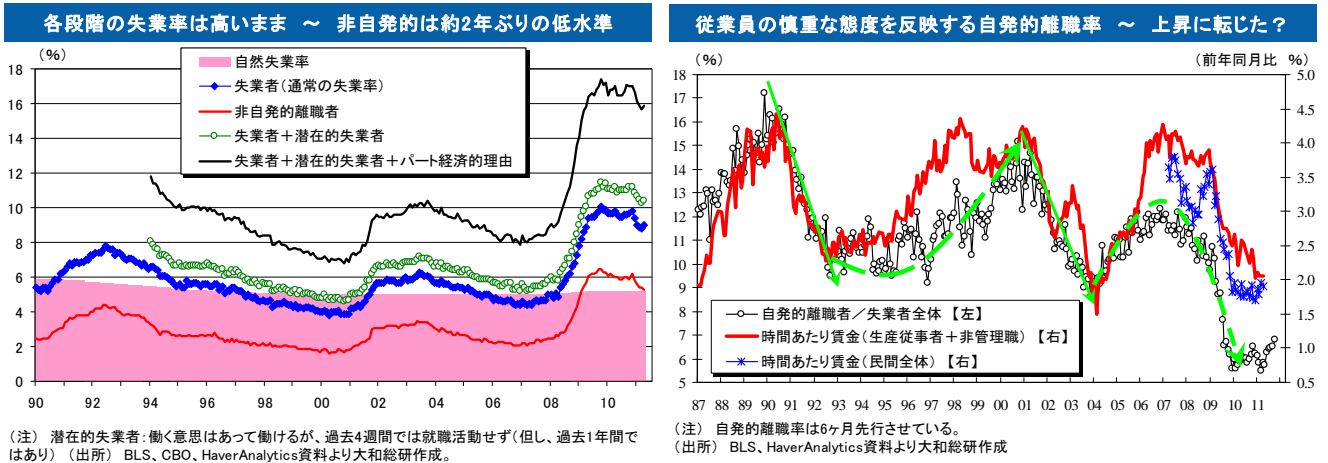 各段階の失業率は高いまま ～ 非自発的は約2年ぶりの低水準
（%）
18
16
14
12
10
8
6
4
2
0
自然失業率
失業者（通常の失業率）
非自発的離職者
失業者＋潜在的失業者
失業者＋潜在的失業者＋パート経済的理由
90 92 94 96 98 00 02 04 06 08 10
（注） 潜在的失業者：働く意思はあって働けるが、過去4週間では就職活動せず（但し、過去1年間で
はあり） （出所） BLS、CBO、HaverAnalytics資料より大和総研作成。
従業員の慎重な態度を反映する自発的離職率 ～ 上昇に転じた？
（%）
（前年同月比 %）
18
17
16
15
14
13
12
11
10
9
8
7
6
5
5.0
4.5
4.0
3.5
3.0
2.5
2.0
1.5
1.0
0.5
自発的離職者／失業者全体 【左】
時間あたり賃金（生産従事者＋非管理職） 【右】
時間あたり賃金（民間全体） 【右】
87 88 89 90 91 92 93 94 95 96 97 98 99 00 01 02 03 04 05 06 07 08 09 10 11
（注） 自発的離職率は6ヶ月先行させている。
（出所） BLS、HaverAnalytics資料より大和総研作成